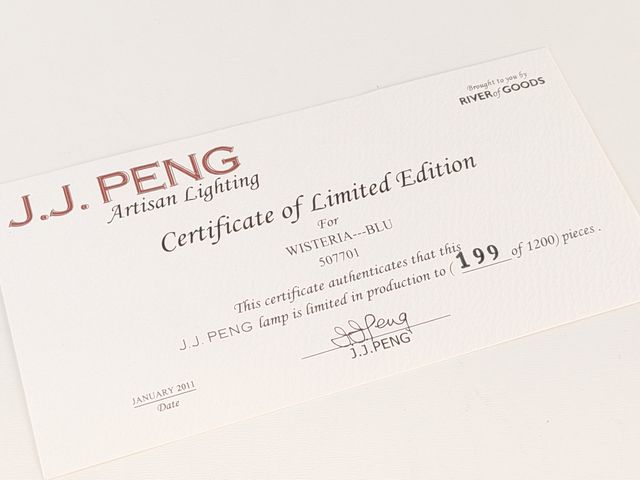 Brought to you by
RIVER of GOODS
J.J. PENG
Artisan Lighting
Certificate of Limited Edition
For
WISTERIA---BLU
507701
This certificate authenticates that this
J.J. PENG lamp is limited in production to ( 199 of 1200) pieces .
JJPeng
J.J.PENG
JANUARY 2011
Date